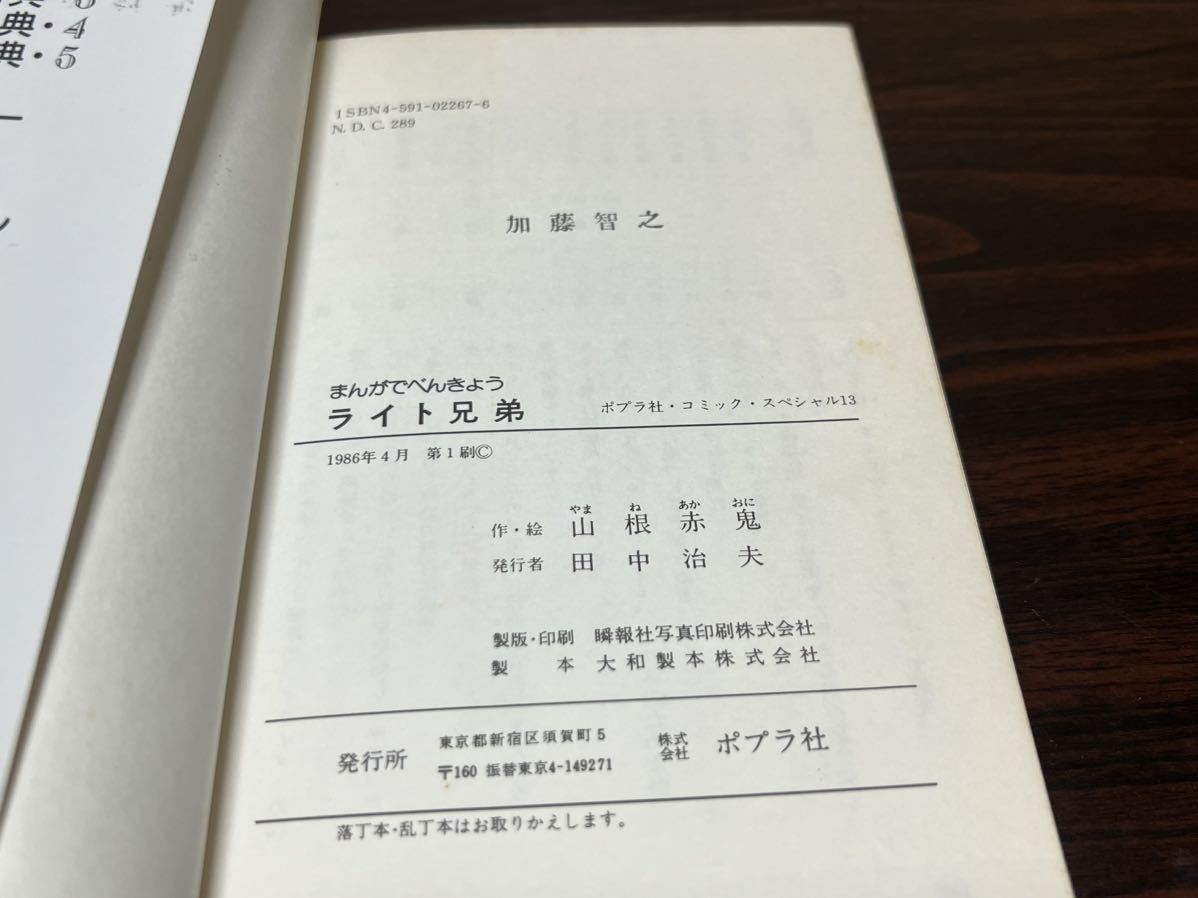 典・4
典・5
ISBN4-591-02267-6
N. D. C. 289
加藤智之
まんがでべんきよう
ライト兄弟 ポプラ社・コミック・スペシャル13
1986年4月 第1刷Ⓒ
やま ね あか おに
作・絵 山根赤鬼
発行者 田中治夫
製版・印刷 瞬報社写真印刷株式会社
製本 大和製本株式会社
発行所 東京都新宿区須賀町5
〒160 振替東京4-149271
株式会社 ポプラ社
落丁本・乱丁本はお取りかえします。